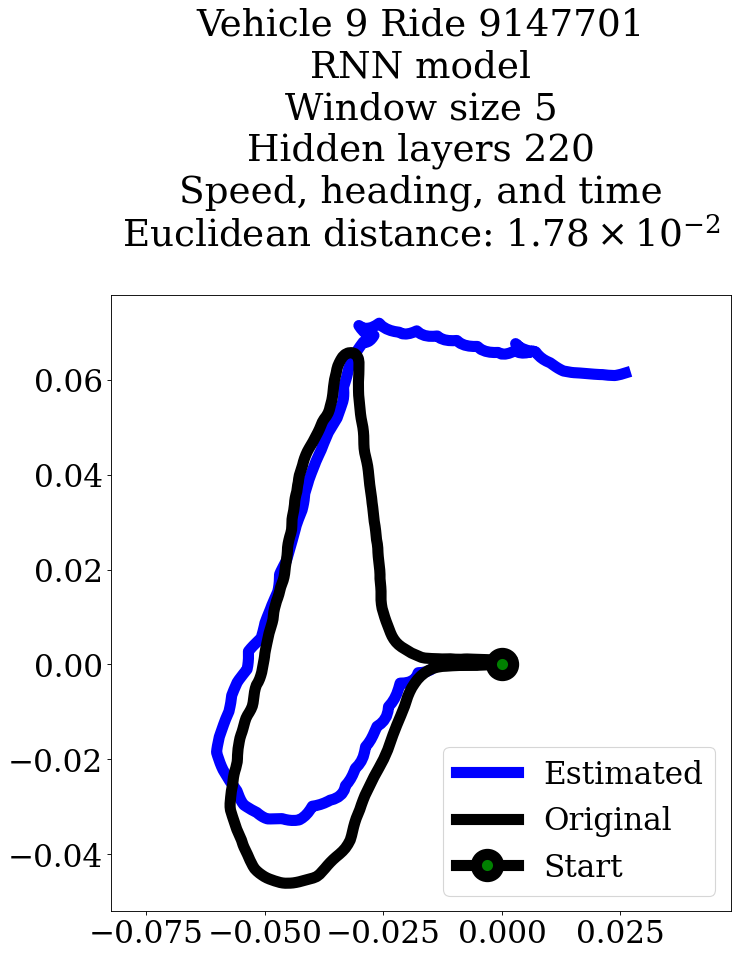 Vehicle 9 Ride 9147701
RNN model
Window size 5
Hidden layers 220
Speed, heading, and time
Euclidean distance: 1.78 × 10⁻²
0.06
0.04
0.02
0.00
−0.02
−0.04
Estimated
Original
Start
−0.075 −0.050 −0.025 0.000 0.025